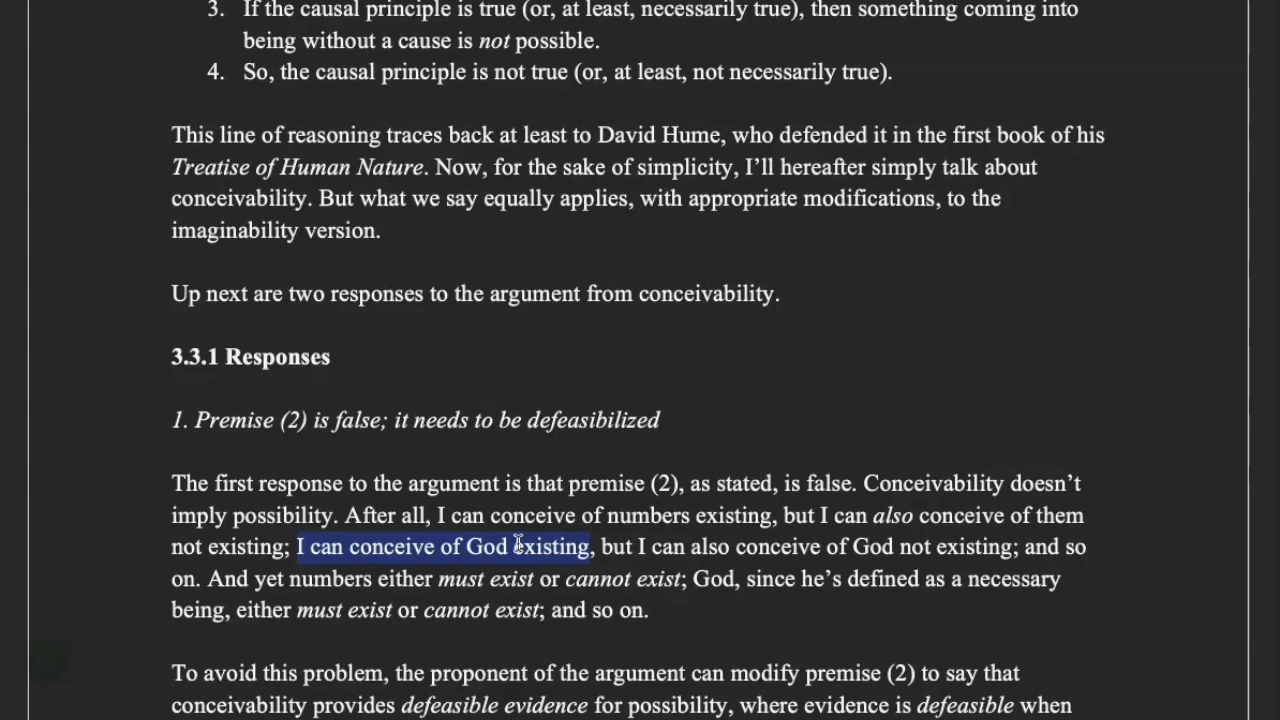 3. If the causal principle is true (or, at least, necessarily true), then something coming into
being without a cause is not possible.
4. So, the causal principle is not true (or, at least, not necessarily true).
This line of reasoning traces back at least to David Hume, who defended it in the first book of his
Treatise of Human Nature. Now, for the sake of simplicity, I’ll hereafter simply talk about
conceivability. But what we say equally applies, with appropriate modifications, to the
imaginability version.
Up next are two responses to the argument from conceivability.
3.3.1 Responses
1. Premise (2) is false; it needs to be defeasibilized
The first response to the argument is that premise (2), as stated, is false. Conceivability doesn’t
imply possibility. After all, I can conceive of numbers existing, but I can also conceive of them
not existing; I can conceive of God existing, but I can also conceive of God not existing; and so
on. And yet numbers either must exist or cannot exist; God, since he’s defined as a necessary
being, either must exist or cannot exist; and so on.
To avoid this problem, the proponent of the argument can modify premise (2) to say that
conceivability provides defeasible evidence for possibility, where evidence is defeasible when